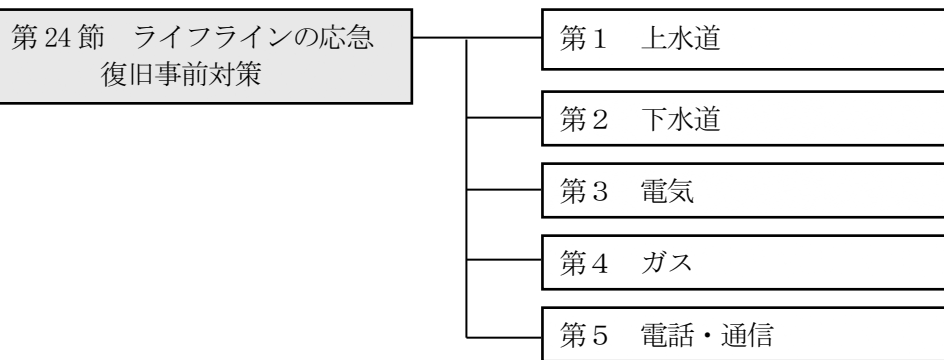 第24節　ライフラインの応急
復旧事前対策
第１　上水道
第２　下水道
第３　電気
第４　ガス
第５　電話・通信